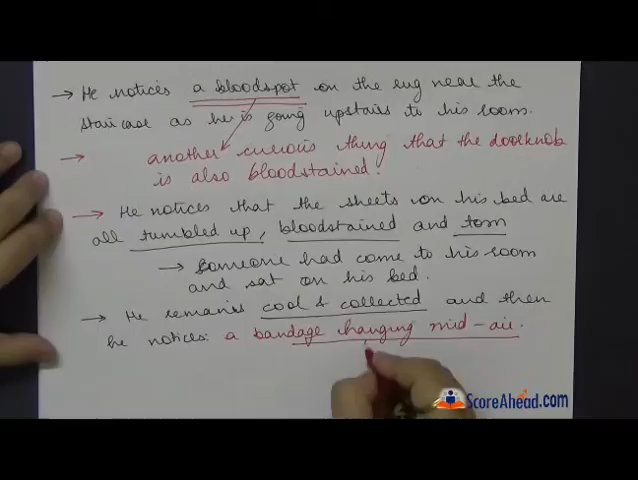 → He notices a bloodspot on the rug near the
staircase as he is going upstairs to his room.
→ another curious thing that the doorknob
is also bloodstained.
→ He notices that the sheets on his bed are
all tumbled up, bloodstained and torn
→ Someone had come to his room
and sat on his bed.
→ He remains cool & collected and then
he notices: a bandage hanging mid-air.
ScoreAhead.com